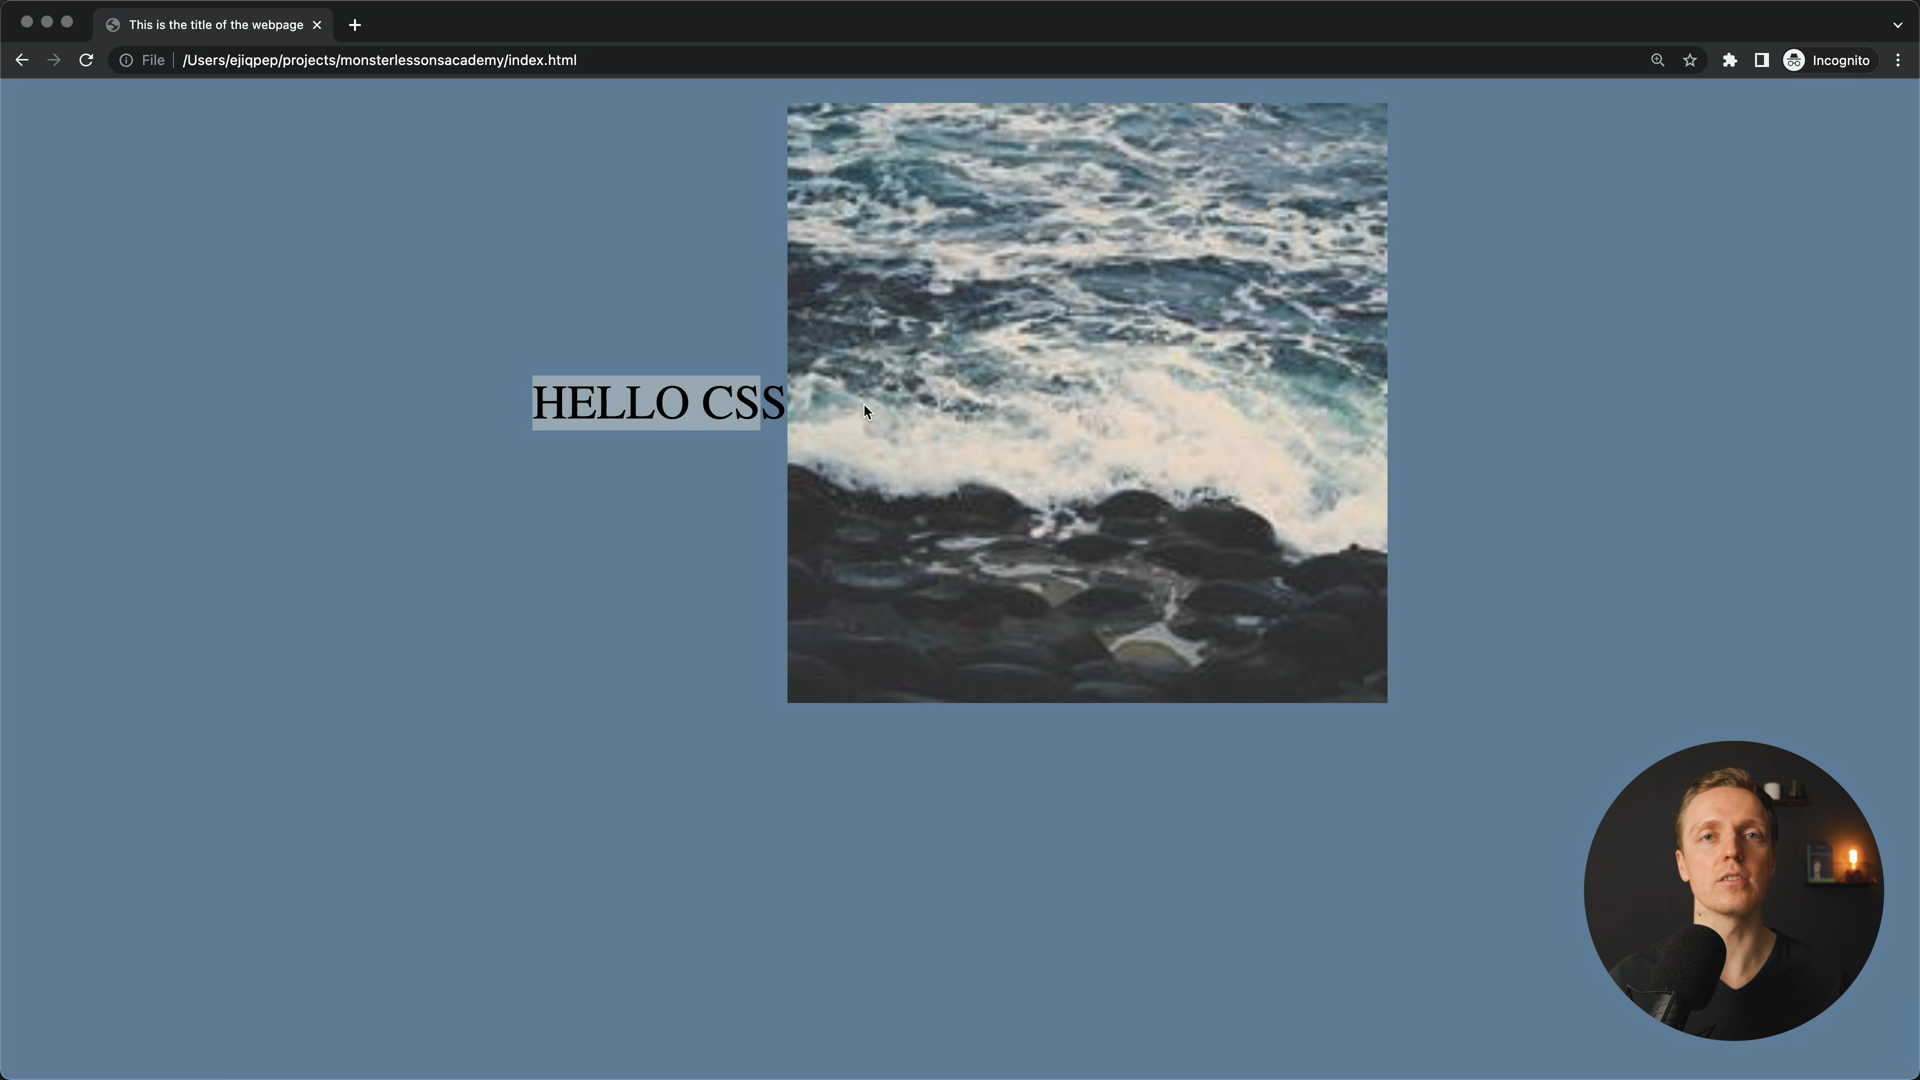 This is the title of the webpage
File /Users/ejiqpep/projects/monsterlessonsacademy/index.html
Incognito
HELLO CSS